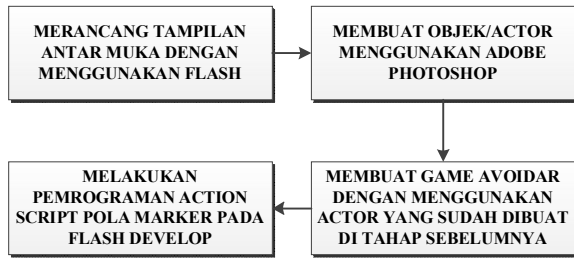 MERANCANG TAMPILAN
ANTAR MUKA DENGAN
MENGGUNAKAN FLASH
MEMBUAT OBJEK/ACTOR
MENGGUNAKAN ADOBE
PHOTOSHOP
MEMBUAT GAME AVOIDAR
DENGAN MENGGUNAKAN
ACTOR YANG SUDAH DIBUAT
DI TAHAP SEBELUMNYA
MELAKUKAN
PEMROGRAMAN ACTION
SCRIPT POLA MARKER PADA
FLASH DEVELOP